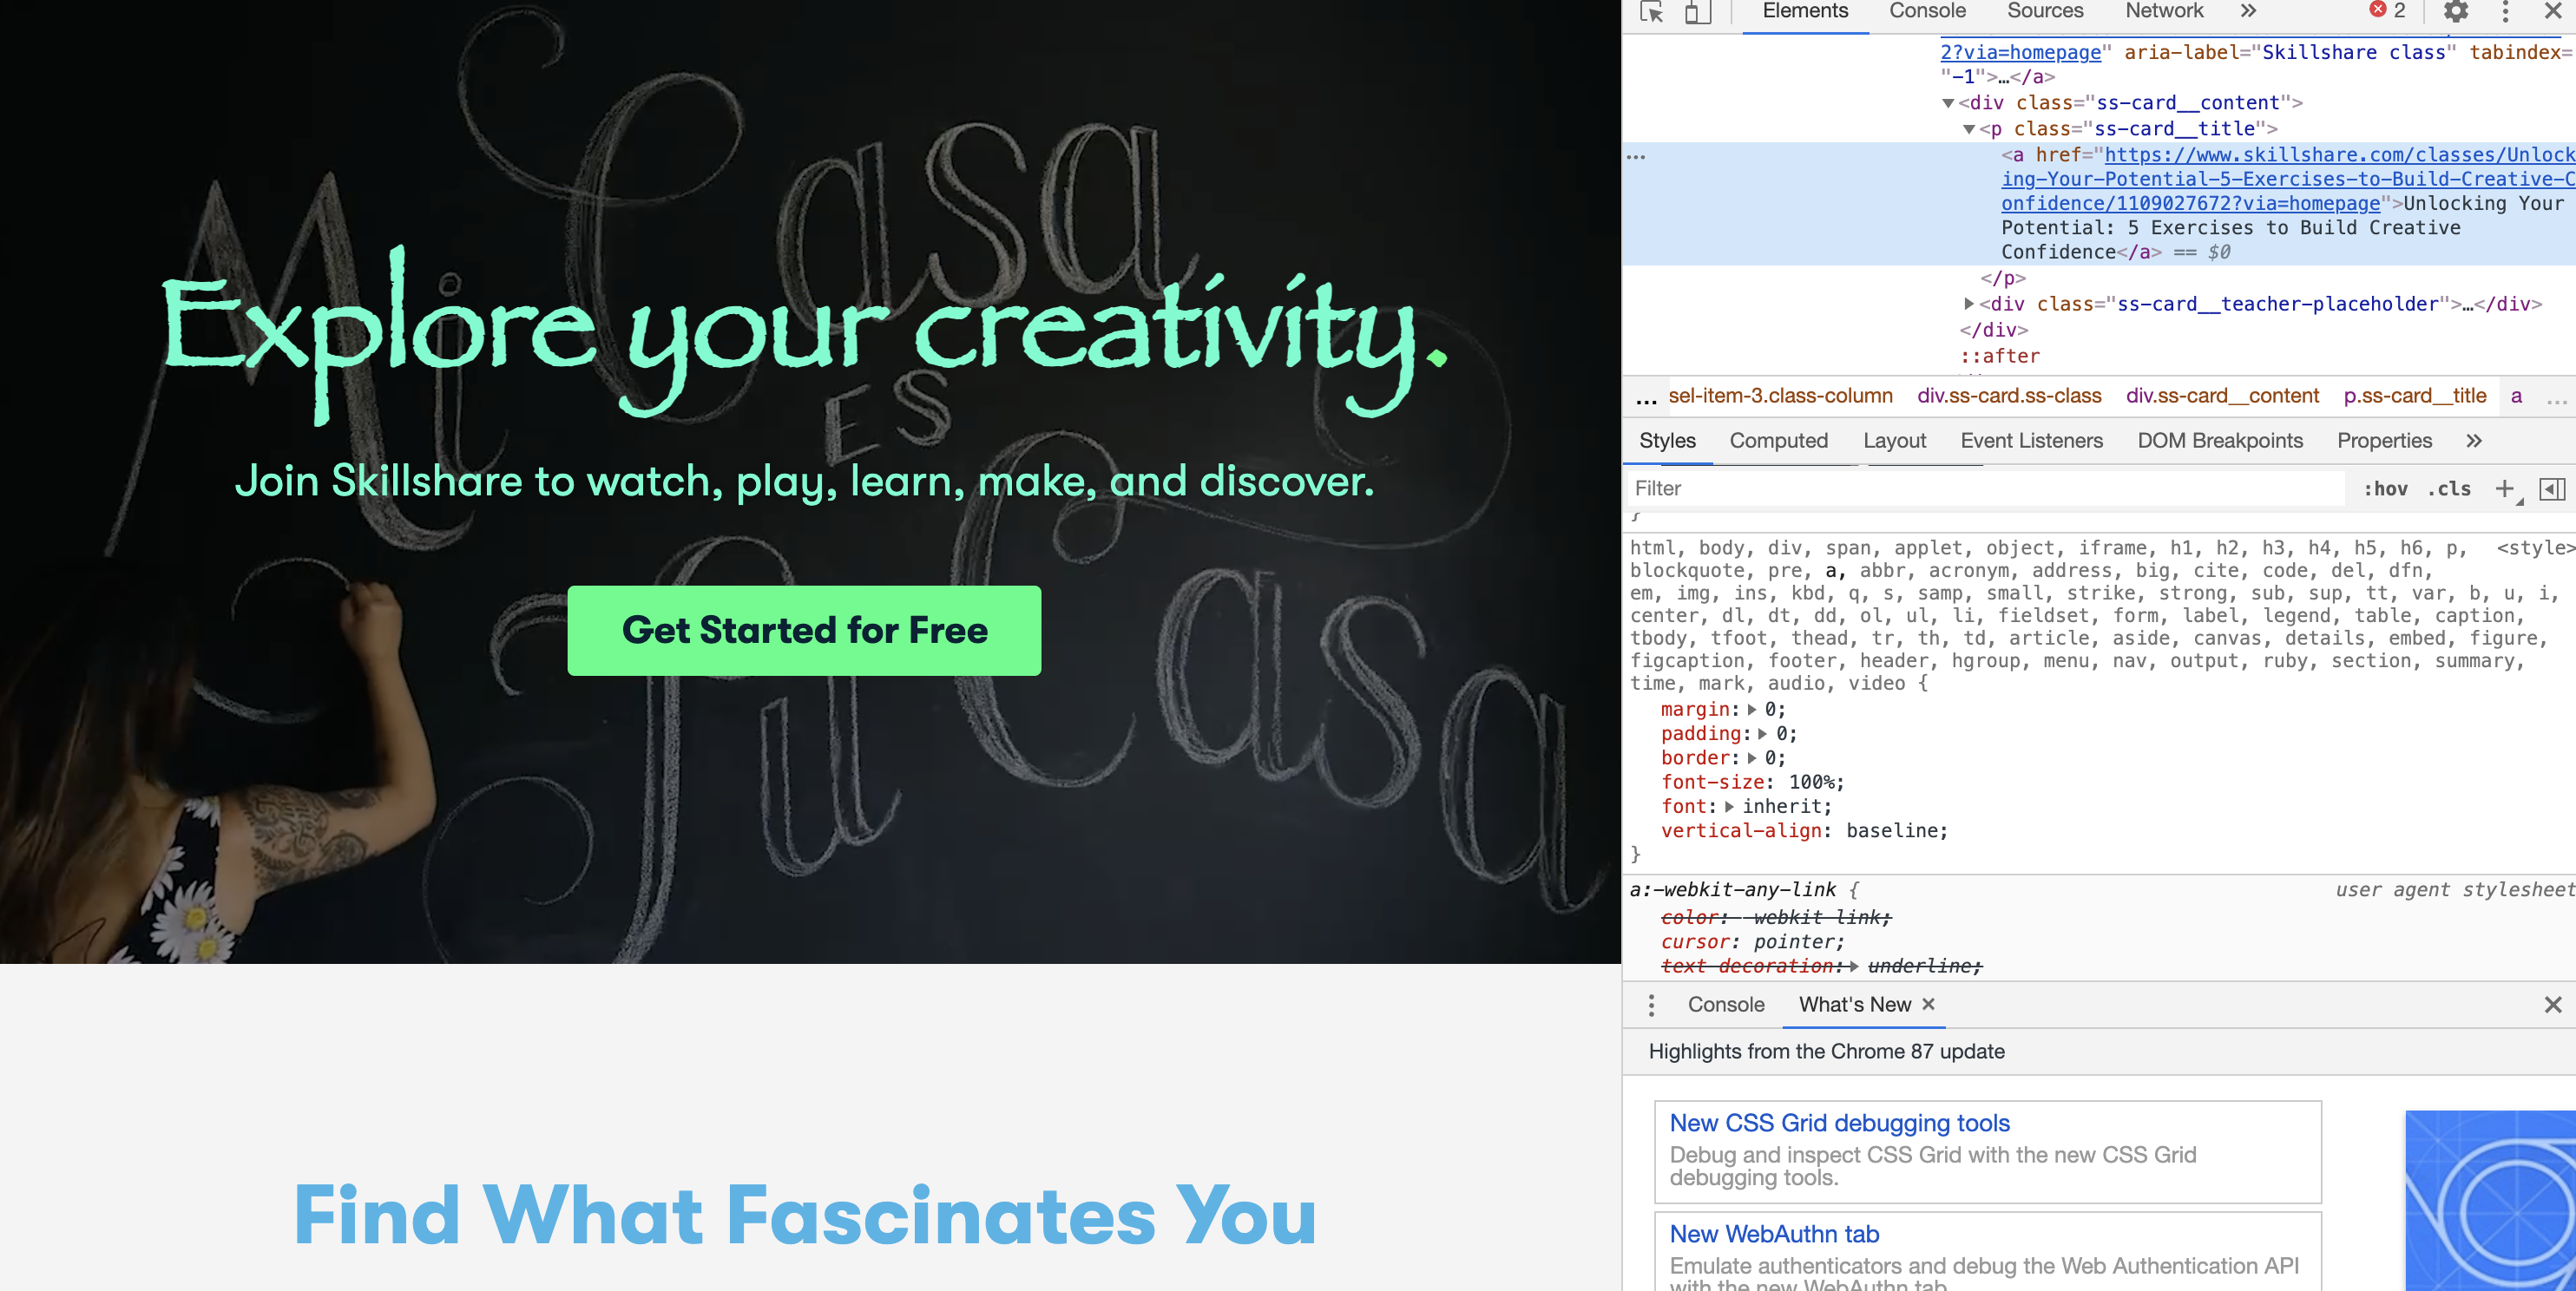 Mi Casa
ES
Tu Casa
Explore your creativity.
Join Skillshare to watch, play, learn, make, and discover.
Get Started for Free
Find What Fascinates You
Elements Console Sources Network » 2
2?via=homepage" aria-label="Skillshare class" tabindex=
"-1">…</a>
▼<div class="ss-card__content">
▼<p class="ss-card__title">
<a href="https://www.skillshare.com/classes/Unlock
ing-Your-Potential-5-Exercises-to-Build-Creative-C
onfidence/1109027672?via=homepage">Unlocking Your
Potential: 5 Exercises to Build Creative
Confidence</a> == $0
</p>
▶<div class="ss-card__teacher-placeholder">…</div>
</div>
::after
... sel-item-3.class-column div.ss-card.ss-class div.ss-card__content p.ss-card__title a ...
Styles Computed Layout Event Listeners DOM Breakpoints Properties »
Filter :hov .cls +
}
html, body, div, span, applet, object, iframe, h1, h2, h3, h4, h5, h6, p, <style>
blockquote, pre, a, abbr, acronym, address, big, cite, code, del, dfn,
em, img, ins, kbd, q, s, samp, small, strike, strong, sub, sup, tt, var, b, u, i,
center, dl, dt, dd, ol, ul, li, fieldset, form, label, legend, table, caption,
tbody, tfoot, thead, tr, th, td, article, aside, canvas, details, embed, figure,
figcaption, footer, header, hgroup, menu, nav, output, ruby, section, summary,
time, mark, audio, video {
margin: ▶ 0;
padding: ▶ 0;
border: ▶ 0;
font-size: 100%;
font: ▶ inherit;
vertical-align: baseline;
}
a:-webkit-any-link { user agent stylesheet
color: -webkit-link;
cursor: pointer;
text-decoration: ▶ underline;
Console What's New ×
Highlights from the Chrome 87 update
New CSS Grid debugging tools
Debug and inspect CSS Grid with the new CSS Grid
debugging tools.
New WebAuthn tab
Emulate authenticators and debug the Web Authentication API
with the new WebAuthn tab